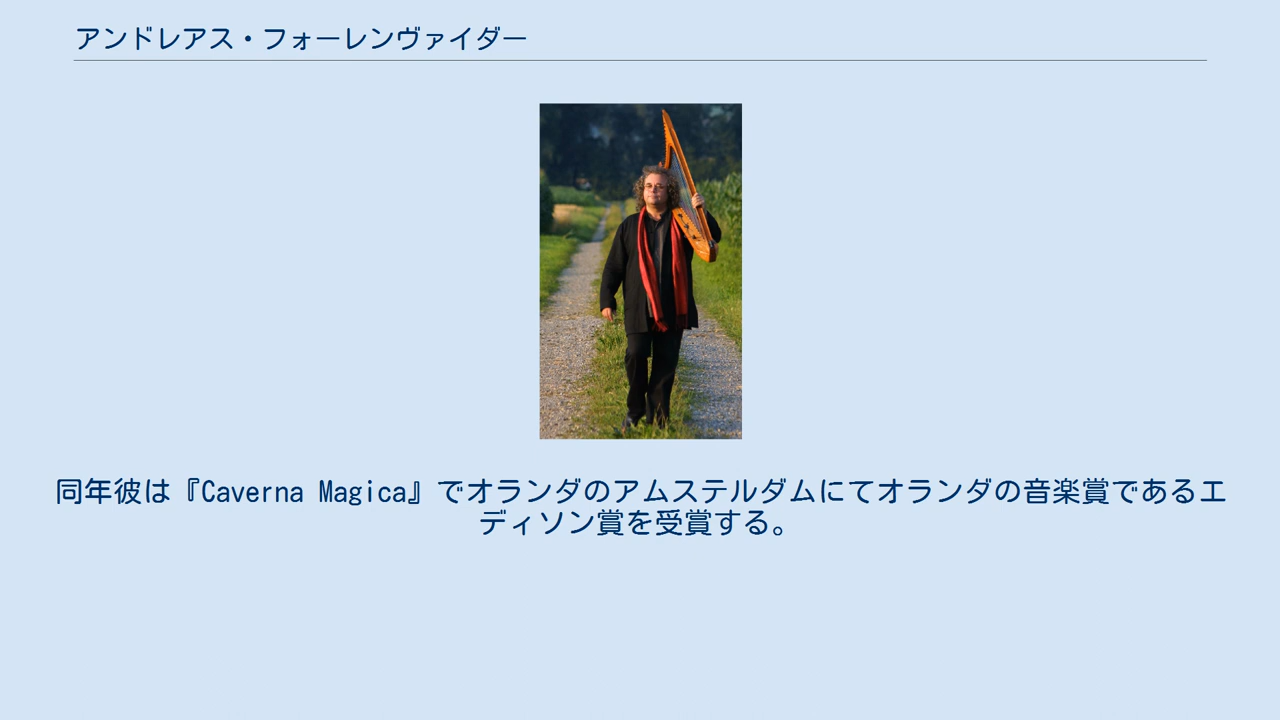 アンドレアス・フォーレンヴァイダー
同年彼は『Caverna Magica』でオランダのアムステルダムにてオランダの音楽賞であるエ
ディソン賞を受賞する。